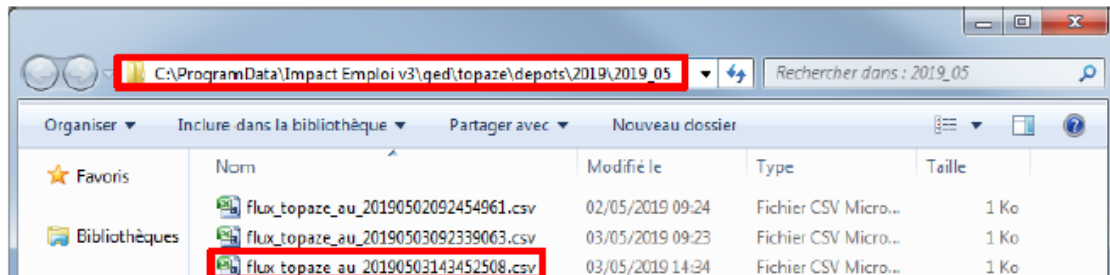 C:\ProgramData\Impact Emploi v3\qed\topaze\depots\2019\2019_05
Rechercher dans : 2019_05
Organiser Inclure dans la bibliothèque Partager avec Nouveau dossier
Favoris Nom Modifié le Type Taille
flux_topaze_au_20190502092454961.csv 02/05/2019 09:24 Fichier CSV Micro... 1 Ko
Bibliothèques flux_topaze_au_20190503092339063.csv 03/05/2019 09:23 Fichier CSV Micro... 1 Ko
flux_topaze_au_20190503143452508.csv 03/05/2019 14:34 Fichier CSV Micro... 1 Ko